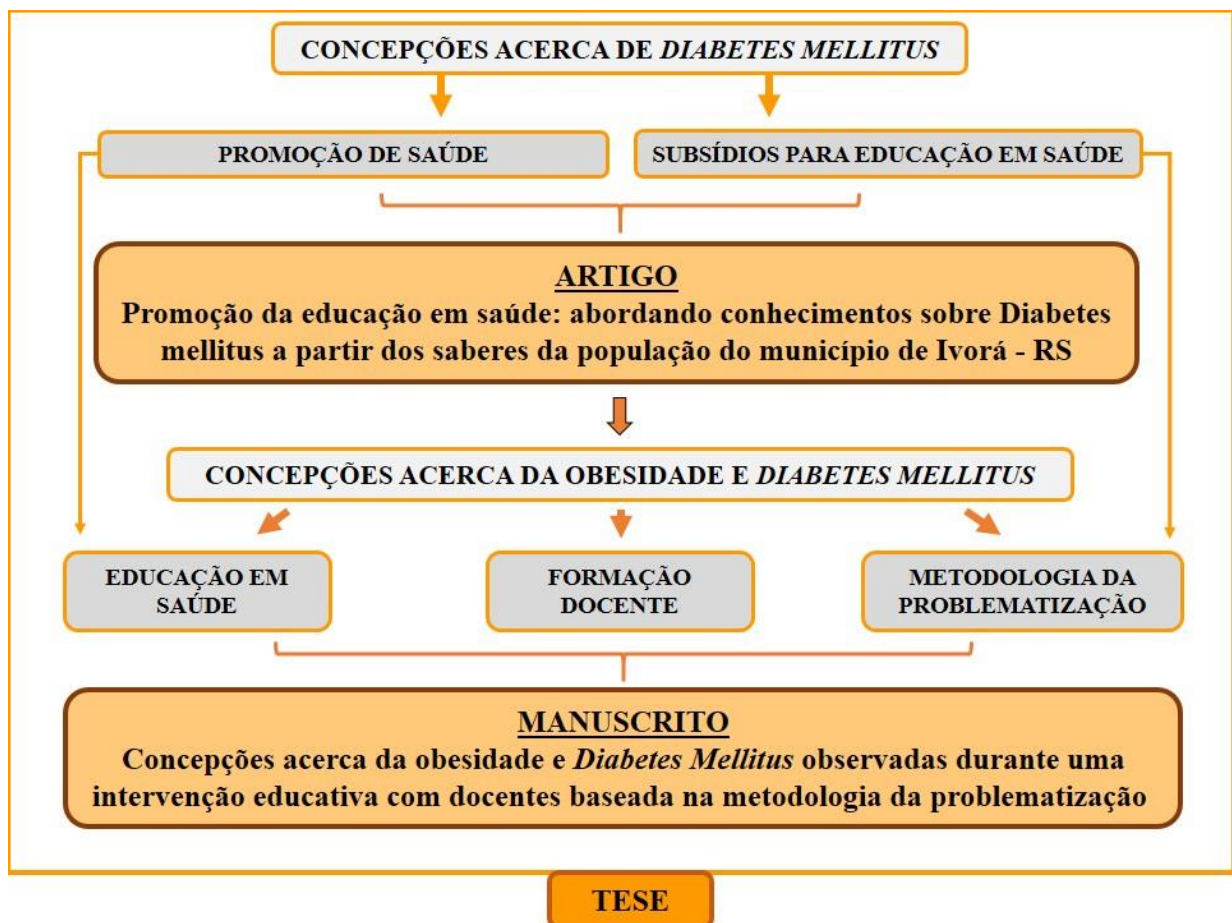 CONCEPÇÕES ACERCA DE DIABETES MELLITUS
PROMOÇÃO DE SAÚDE
SUBSÍDIOS PARA EDUCAÇÃO EM SAÚDE
ARTIGO
Promoção da educação em saúde: abordando conhecimentos sobre Diabetes
mellitus a partir dos saberes da população do município de Ivorá - RS
CONCEPÇÕES ACERCA DA OBESIDADE E DIABETES MELLITUS
EDUCAÇÃO EM
SAÚDE
FORMAÇÃO
DOCENTE
METODOLOGIA DA
PROBLEMATIZAÇÃO
MANUSCRITO
Concepções acerca da obesidade e Diabetes Mellitus observadas durante uma
intervenção educativa com docentes baseada na metodologia da problematização
TESE